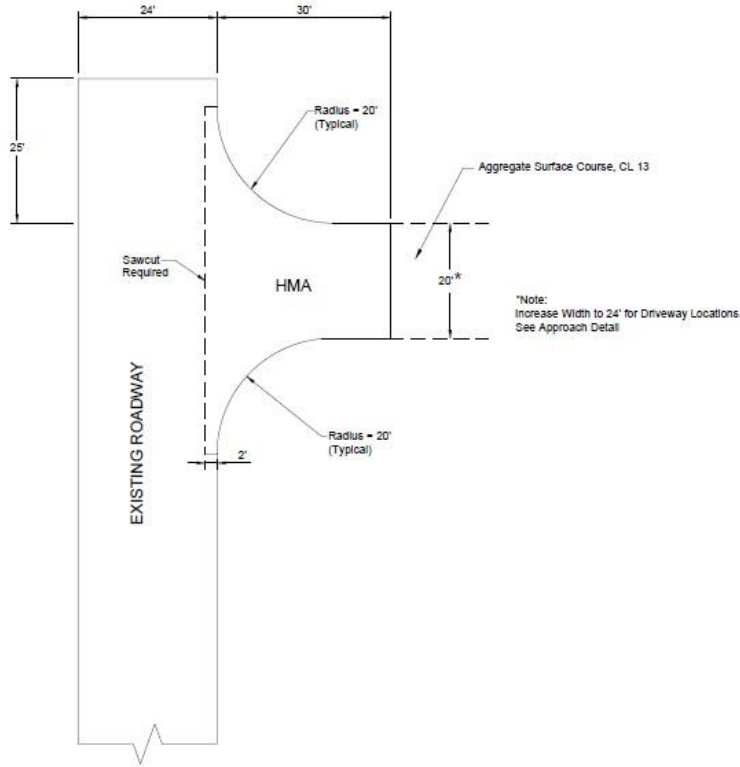 24'
30'
25'
Radius = 20'
(Typical)
Aggregate Surface Course, CL 13
Sawcut
Required
HMA
20'*
*Note:
Increase Width to 24' for Driveway Locations
See Approach Detail
EXISTING ROADWAY
Radius = 20'
(Typical)
2'